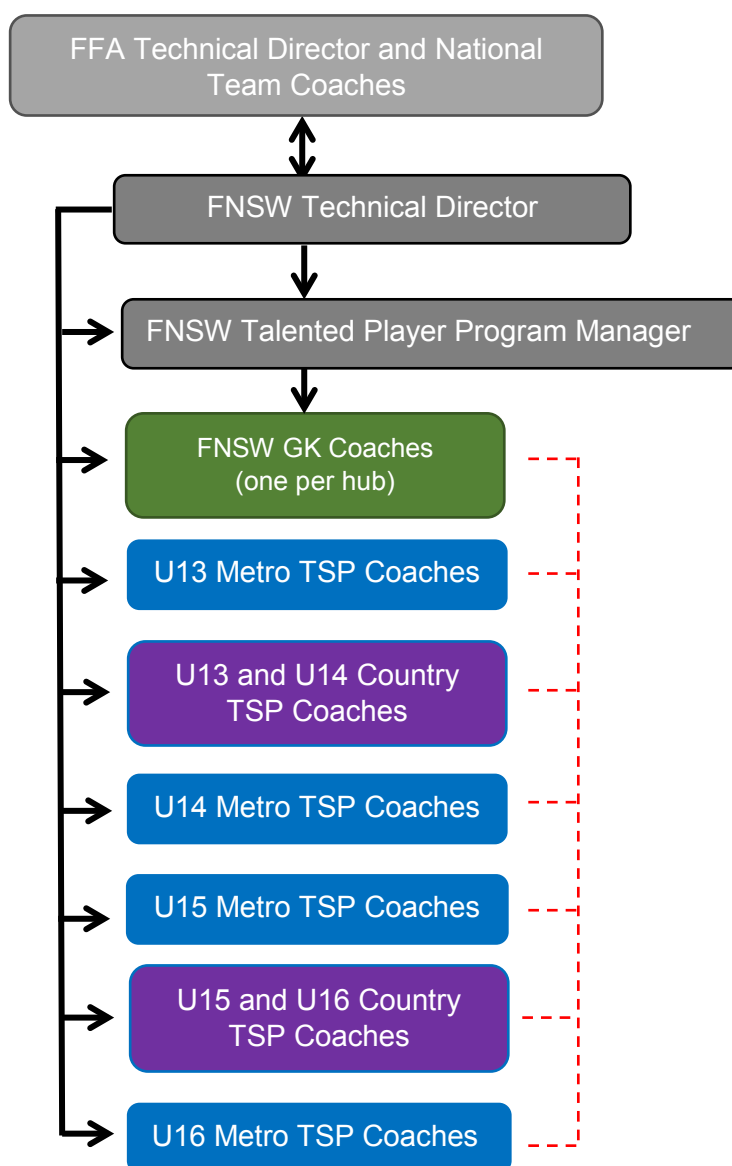 FFA Technical Director and National
Team Coaches
FNSW Technical Director
FNSW Talented Player Program Manager
FNSW GK Coaches
(one per hub)
U13 Metro TSP Coaches
U13 and U14 Country
TSP Coaches
U14 Metro TSP Coaches
U15 Metro TSP Coaches
U15 and U16 Country
TSP Coaches
U16 Metro TSP Coaches